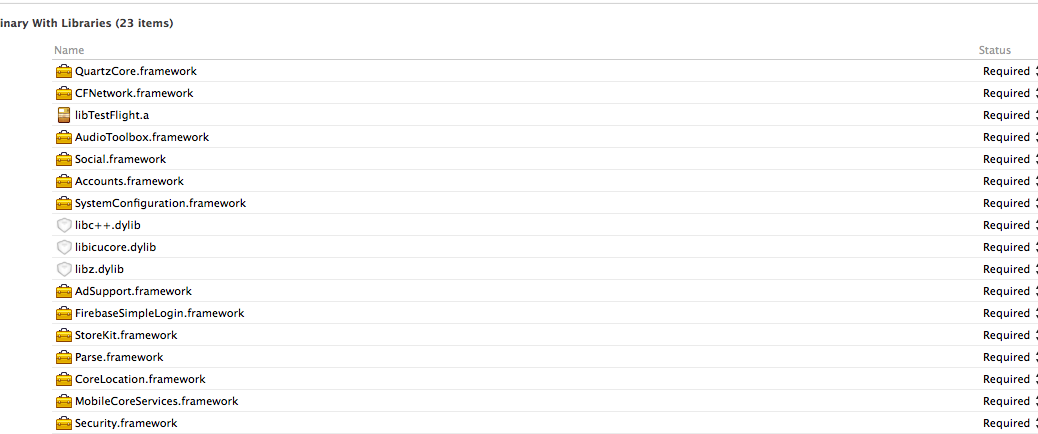 inary With Libraries (23 items)
Name Status
QuartzCore.framework Required
CFNetwork.framework Required
libTestFlight.a Required
AudioToolbox.framework Required
Social.framework Required
Accounts.framework Required
SystemConfiguration.framework Required
libc++.dylib Required
libicucore.dylib Required
libz.dylib Required
AdSupport.framework Required
FirebaseSimpleLogin.framework Required
StoreKit.framework Required
Parse.framework Required
CoreLocation.framework Required
MobileCoreServices.framework Required
Security.framework Required